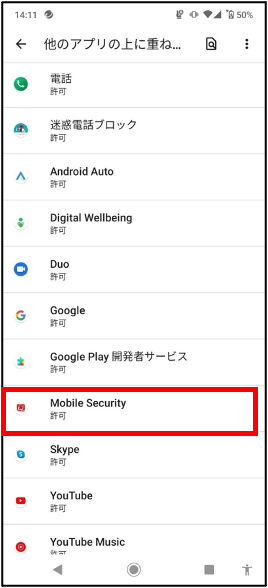 14:11
50%
他のアプリの上に重ね...
電話
許可
迷惑電話ブロック
許可
Android Auto
許可
Digital Wellbeing
許可
Duo
許可
Google
許可
Google Play 開発者サービス
許可
Mobile Security
許可
Skype
許可
YouTube
許可
YouTube Music
許可